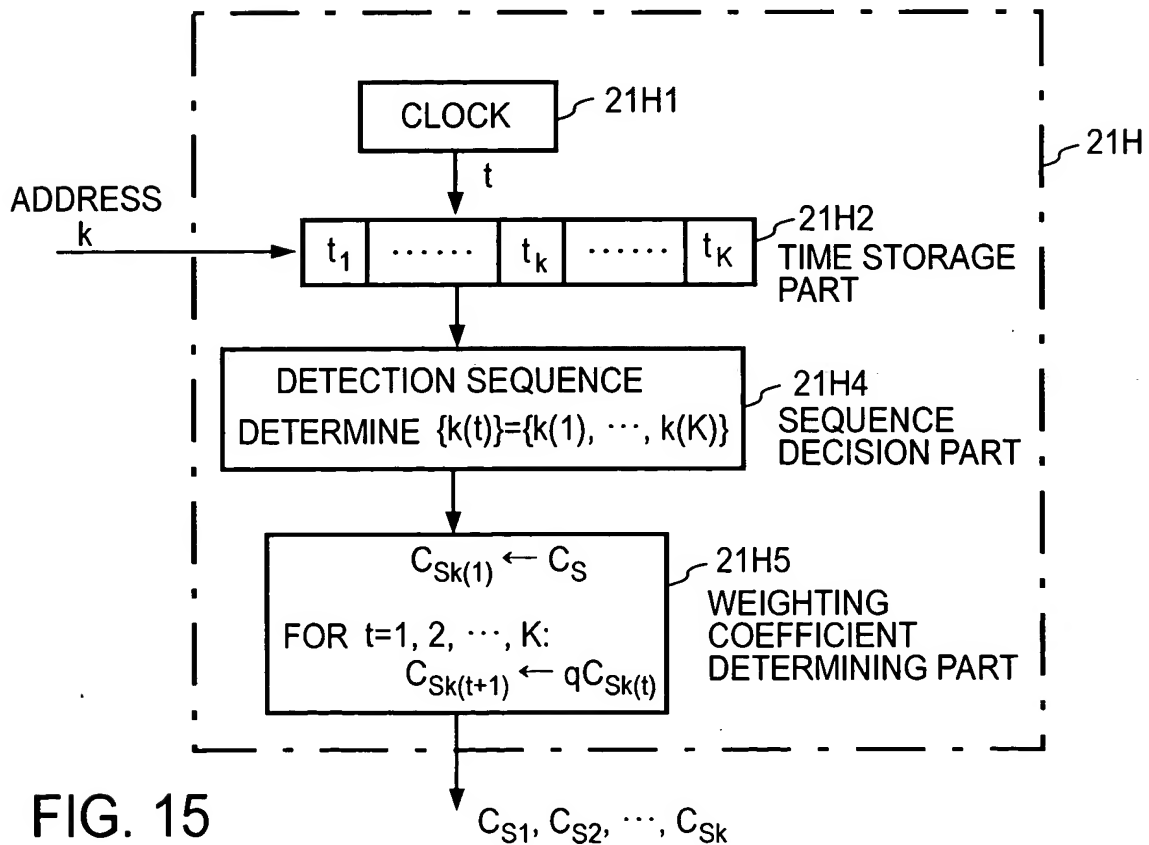 CLOCK
21H1
21H
t
ADDRESS
k
t1 ...... tk ...... tK
21H2
TIME STORAGE
PART
DETECTION SEQUENCE
DETERMINE {k(t)}={k(1), ···, k(K)}
21H4
SEQUENCE
DECISION PART
CSk(1) ← CS
FOR t=1, 2, ···, K:
CSk(t+1) ← qCSk(t)
21H5
WEIGHTING
COEFFICIENT
DETERMINING PART
FIG. 15
CS1, CS2, ···, CSk